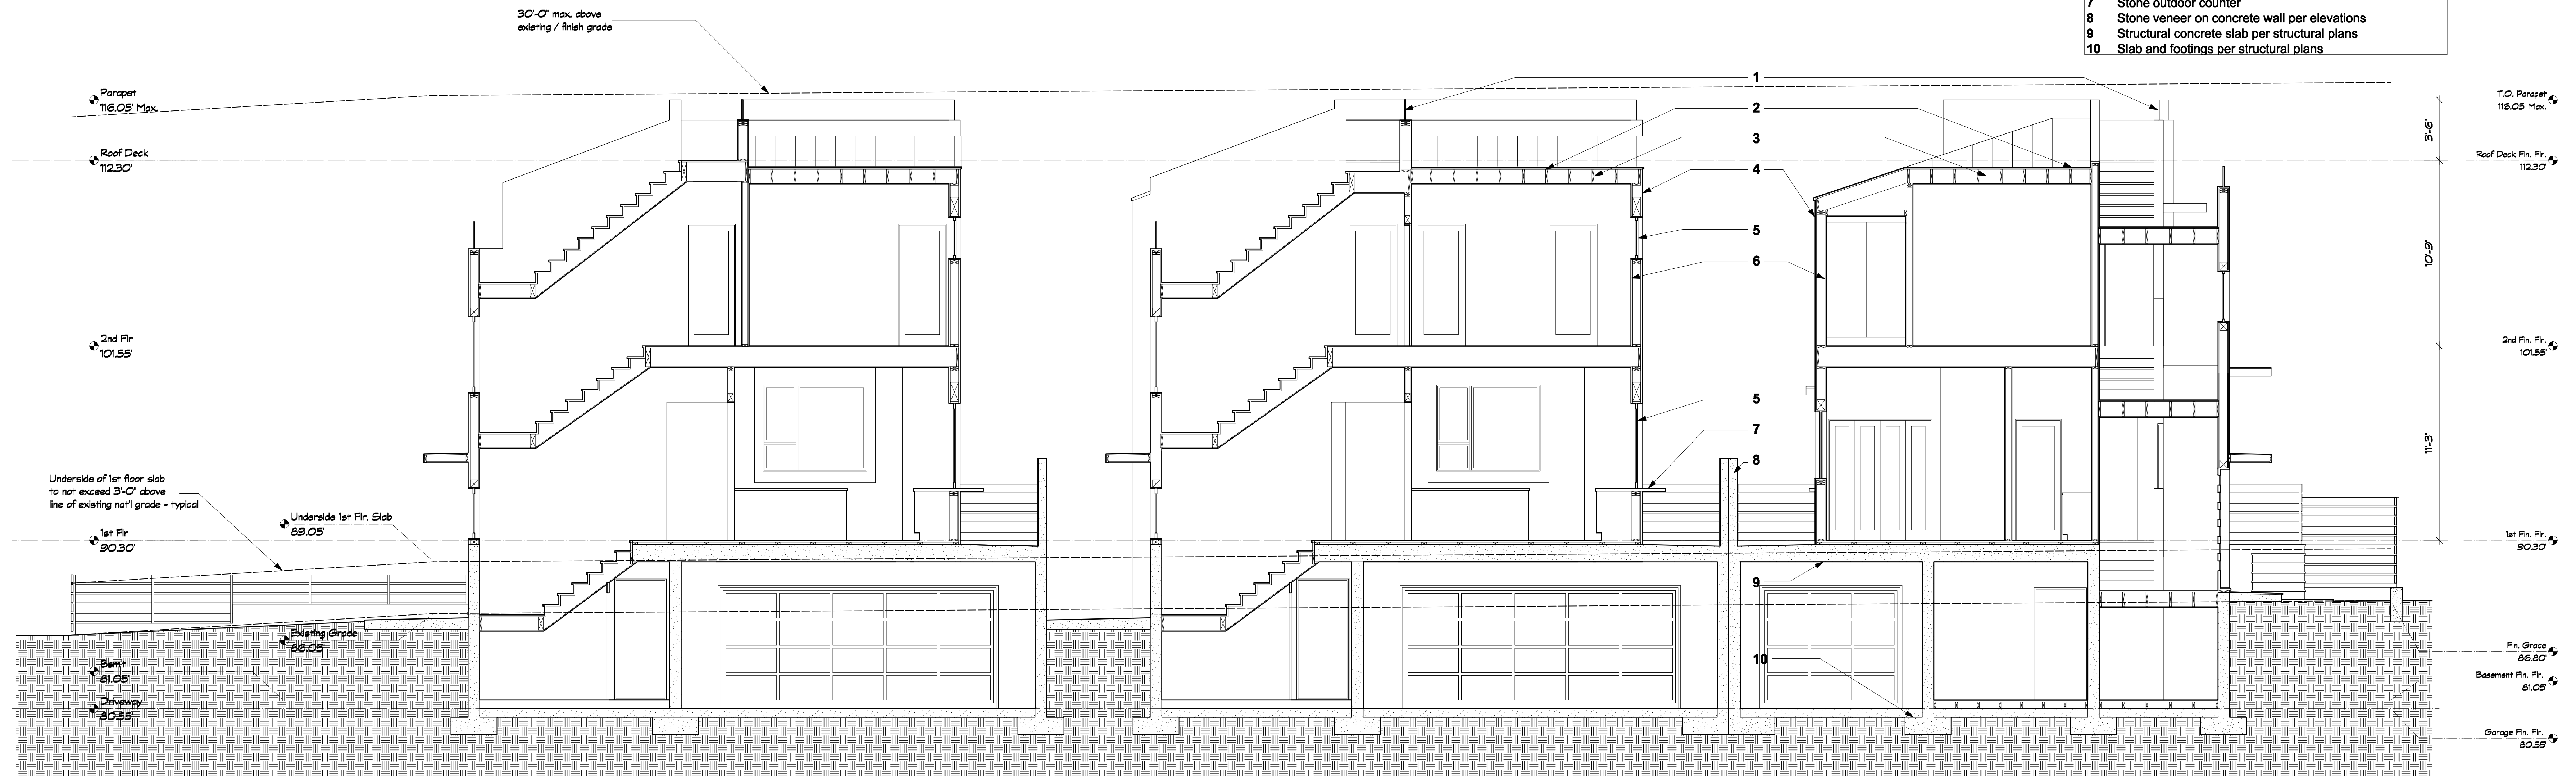 30'-0" max. above
existing / finish grade
7 Stone outdoor counter
8 Stone veneer on concrete wall per elevations
9 Structural concrete slab per structural plans
10 Slab and footings per structural plans
Parapet
116.05' Max.
Roof Deck
112.30'
2nd Flr
101.55'
Underside of 1st floor slab
to not exceed 3'-0" above
line of existing nat'l grade - typical
Underside 1st Flr. Slab
89.05'
1st Flr
90.30'
Existing Grade
86.05'
Bsm't
81.05'
Driveway
80.55'
1
2
3
4
5
6
5
7
8
9
10
3'-6"
10'-9"
11'-3"
T.O. Parapet
116.05' Max.
Roof Deck Fin. Flr.
112.30'
2nd Fin. Flr.
101.55'
1st Fin. Flr.
90.30'
Fin. Grade
86.80'
Basement Fin. Flr.
81.05'
Garage Fin. Flr.
80.55'